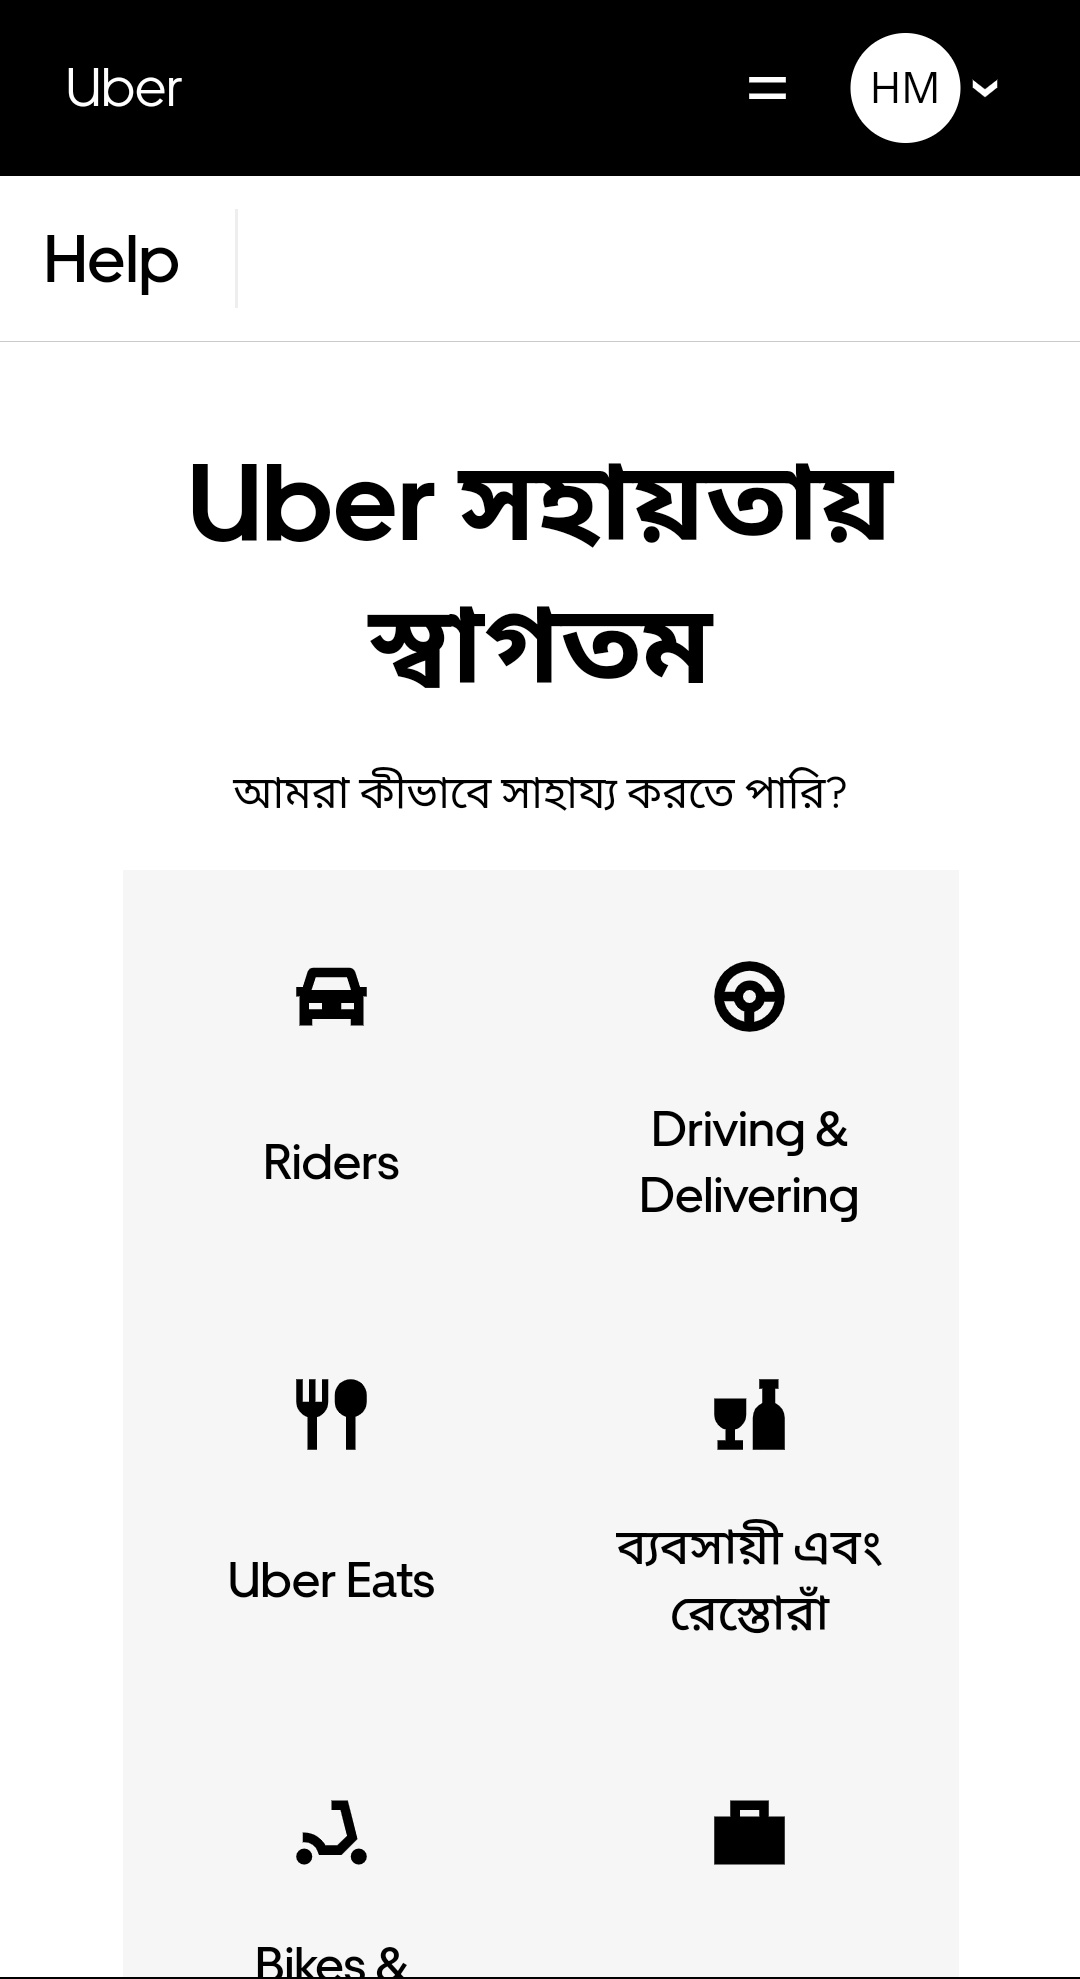 Uber
HM
Help
Uber সহায়তায়
স্বাগতম
আমরা কীভাবে সাহায্য করতে পারি?
Riders
Driving &
Delivering
Uber Eats
ব্যবসায়ী এবং
রেস্তোরাঁ
Bikes &